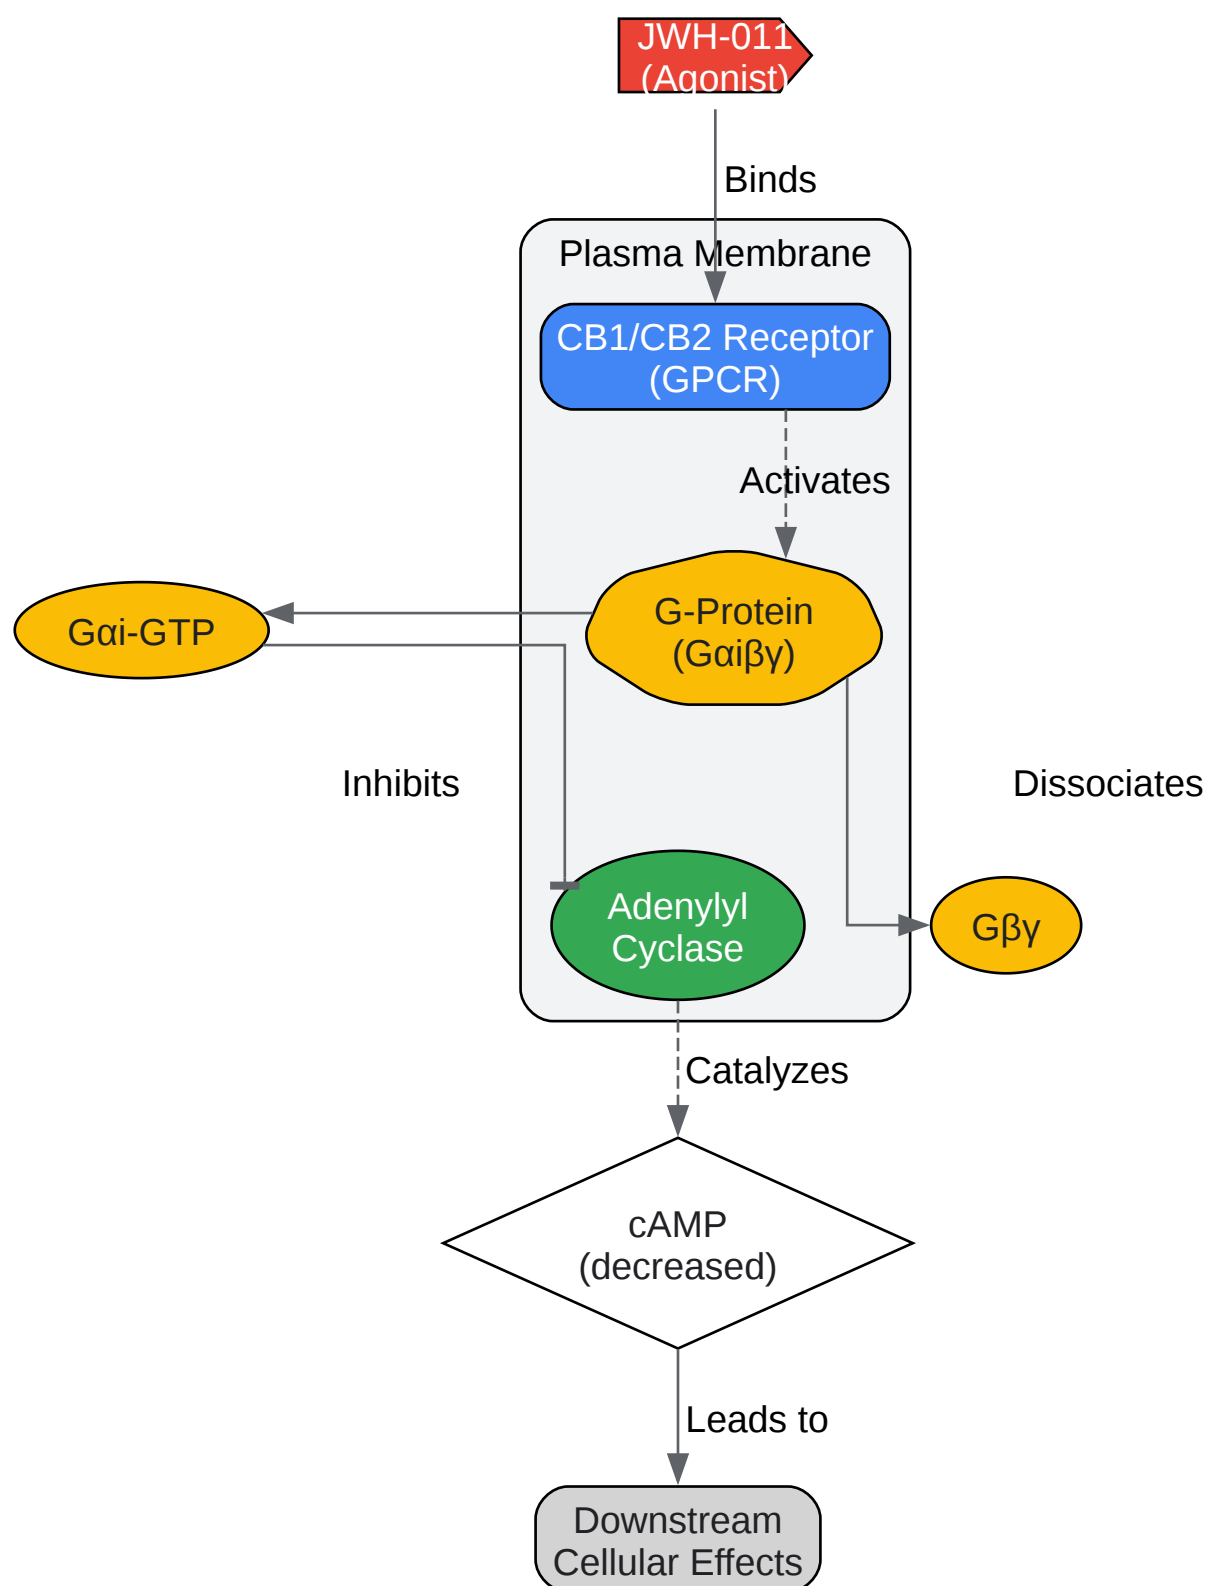 JWH-011
(Agonist)
Binds
Plasma Membrane
CB1/CB2 Receptor
(GPCR)
Activates
G-Protein
(Gαiβγ)
Gαi-GTP
Inhibits
Dissociates
Adenylyl
Cyclase
Gβγ
Catalyzes
cAMP
(decreased)
Leads to
Downstream
Cellular Effects